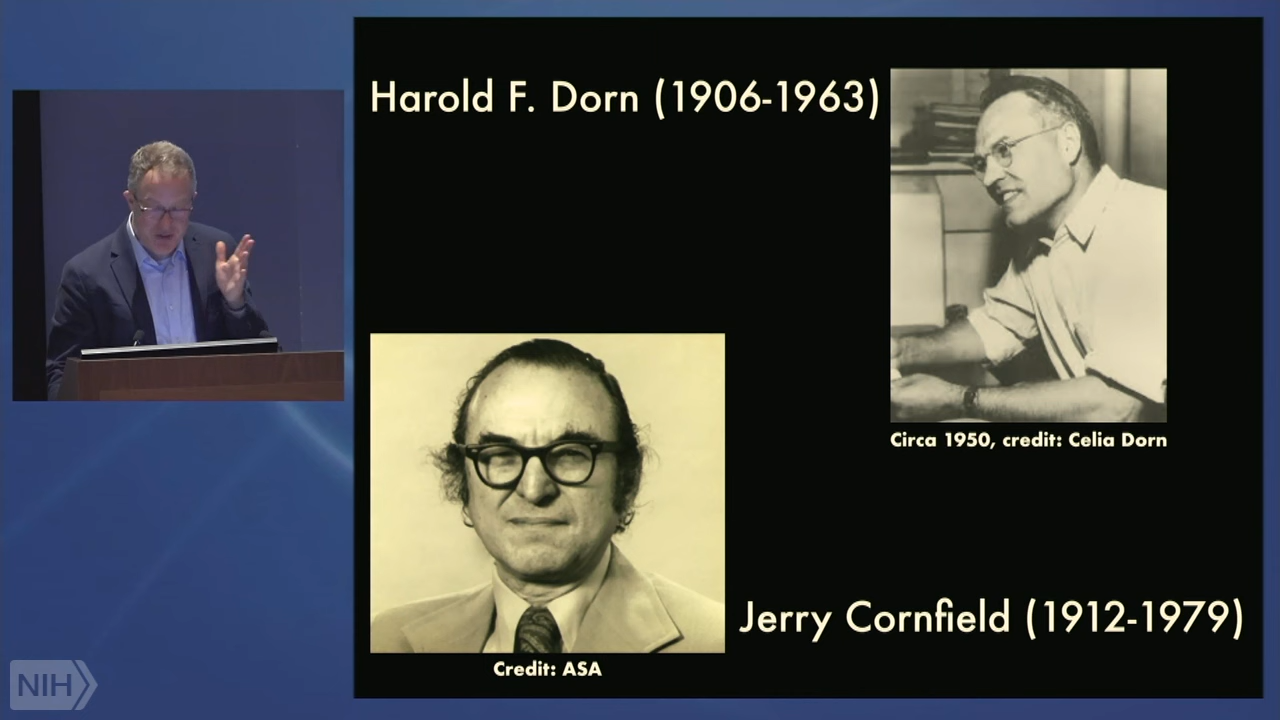 Harold F. Dorn (1906-1963)
Circa 1950, credit: Celia Dorn
Jerry Cornfield (1912-1979)
Credit: ASA
NIH